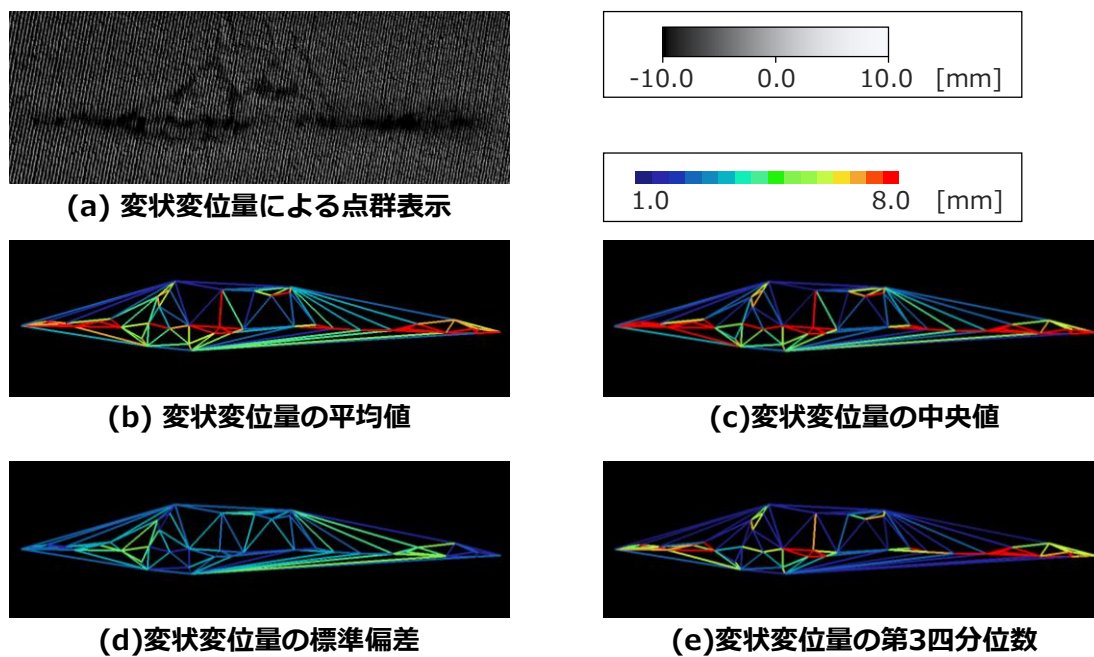 -10.0 0.0 10.0 [mm]
1.0 8.0 [mm]
(a) 変状変位量による点群表示
(b) 変状変位量の平均値
(c)変状変位量の中央値
(d)変状変位量の標準偏差
(e)変状変位量の第3四分位数